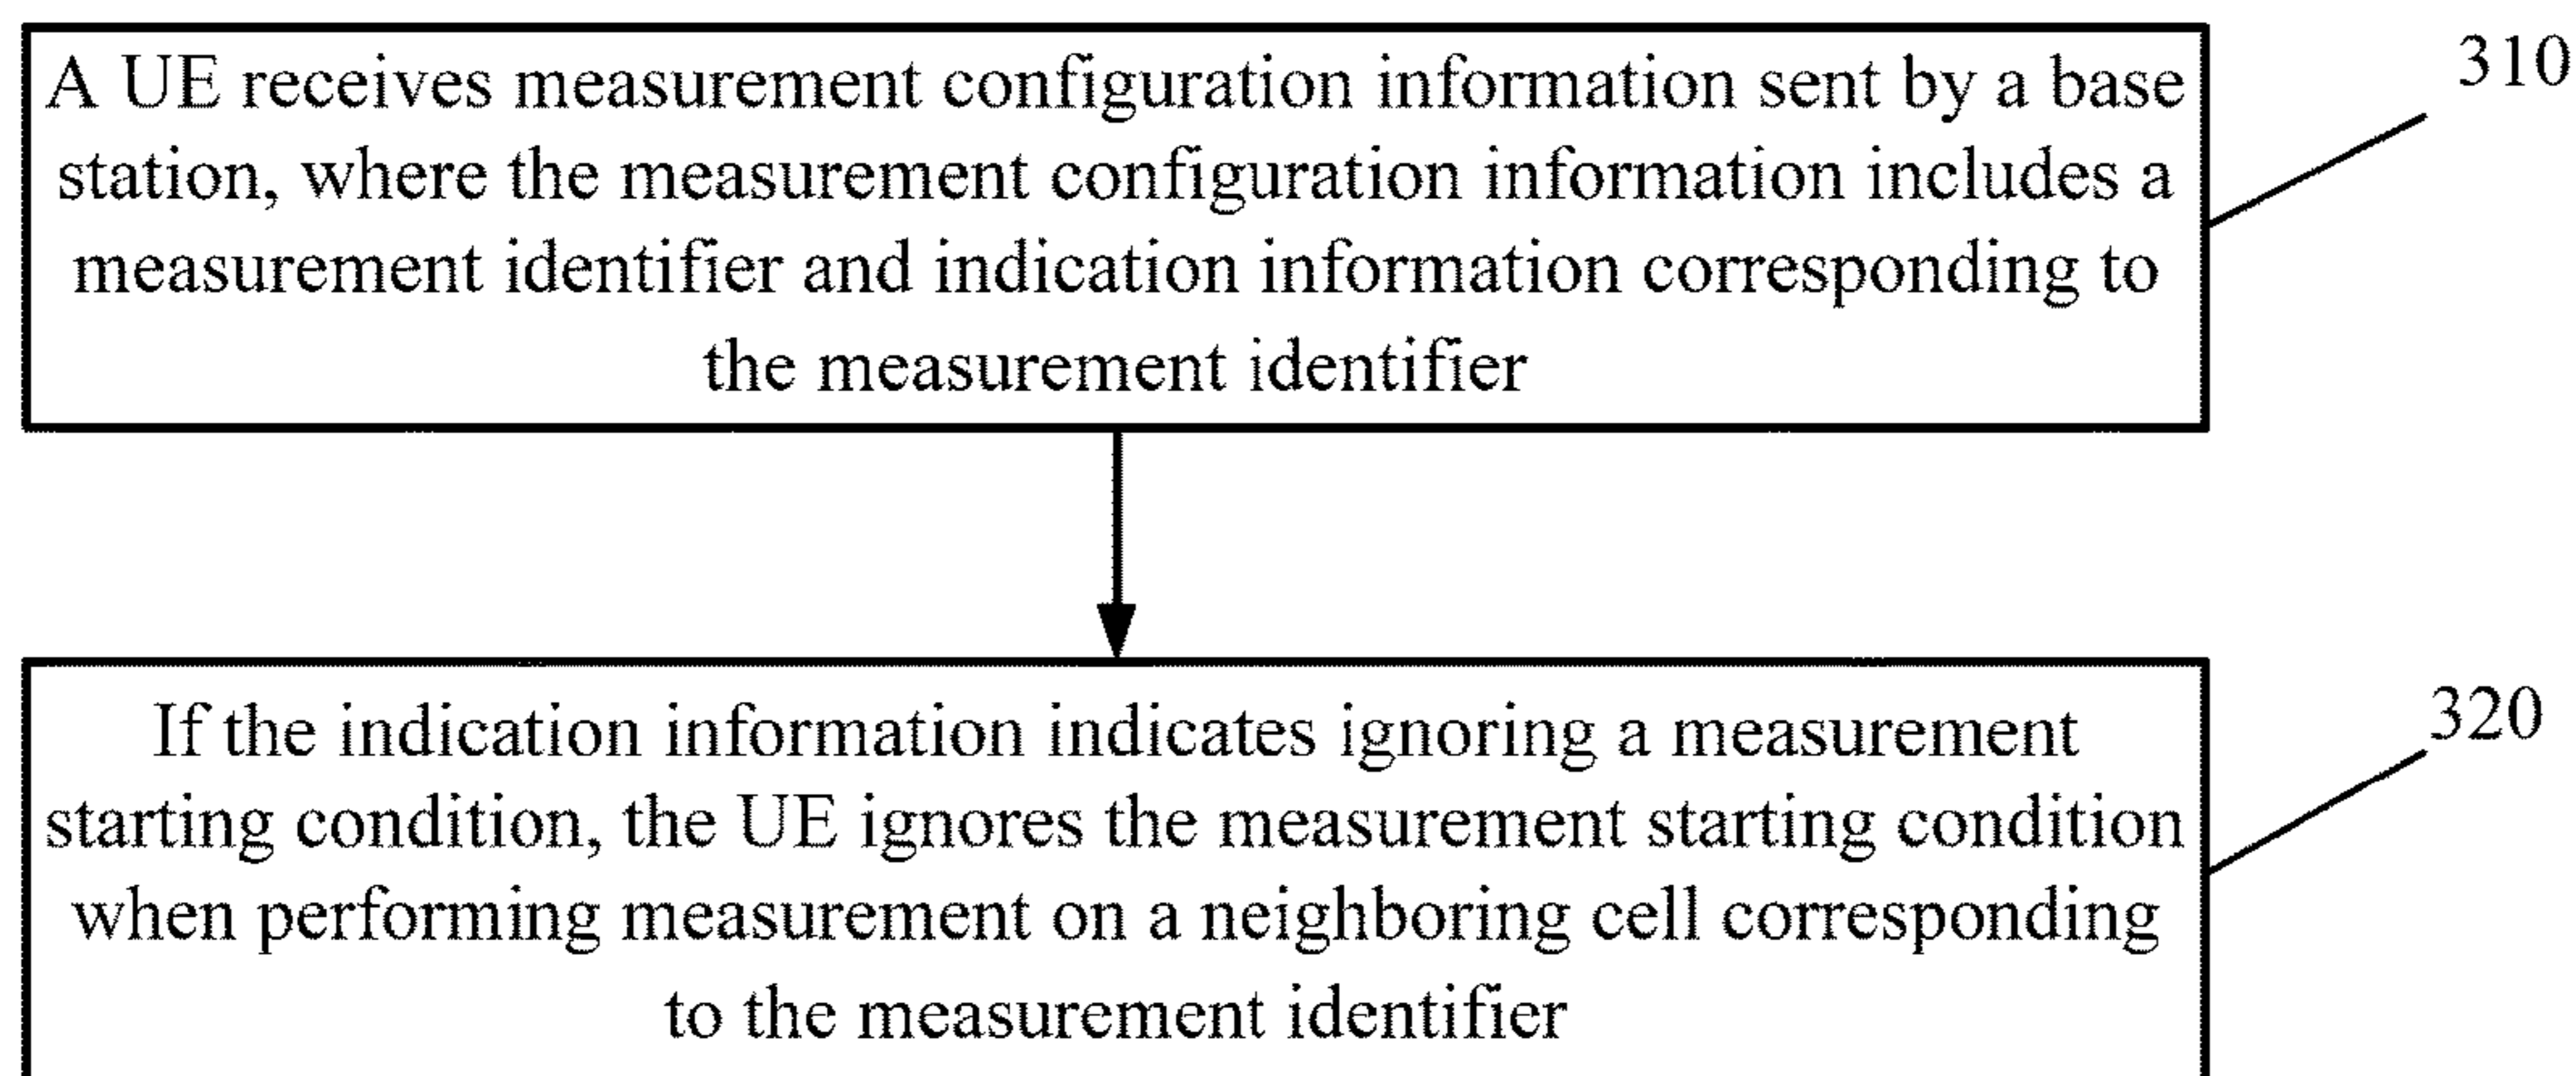 A UE receives measurement configuration information sent by a base
station, where the measurement configuration information includes a
measurement identifier and indication information corresponding to
the measurement identifier
310
If the indication information indicates ignoring a measurement
starting condition, the UE ignores the measurement starting condition
when performing measurement on a neighboring cell corresponding
to the measurement identifier
320